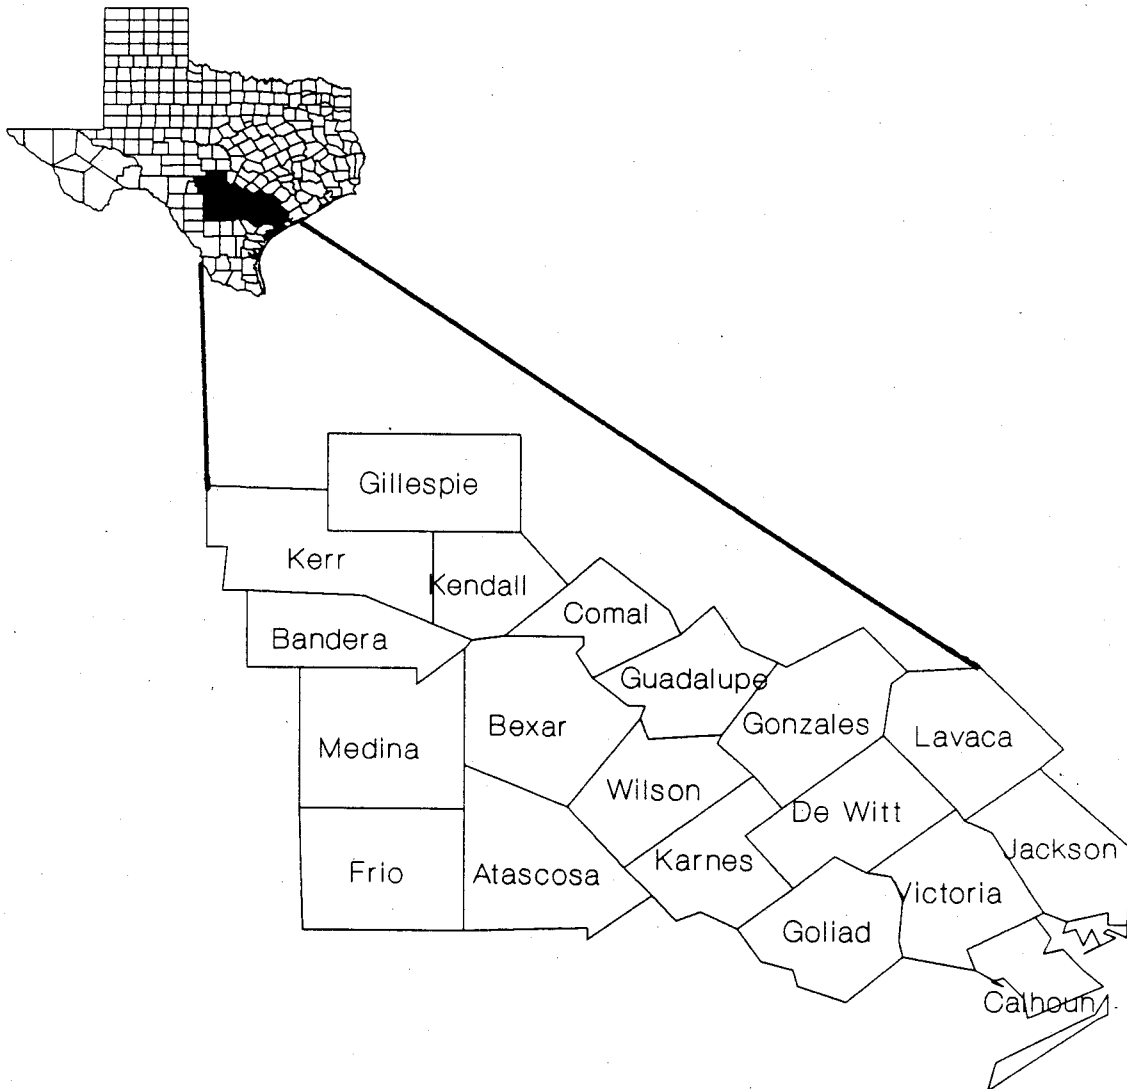 Gillespie
Kerr
Kendall
Comal
Bandera
Guadalupe
Bexar
Gonzales
Lavaca
Medina
Wilson
De Witt
Jackson
Karnes
Frio
Atascosa
Victoria
Goliad
Calhoun